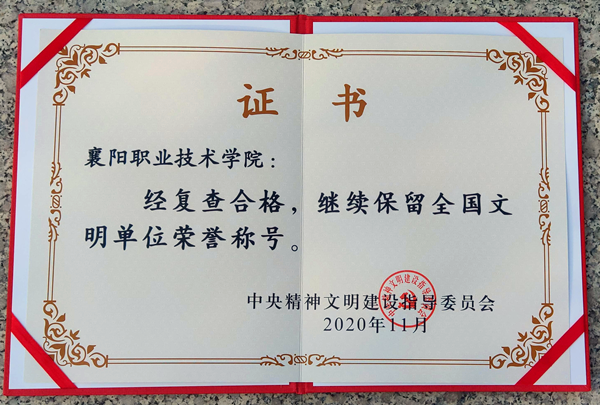 证 书
襄阳职业技术学院：
经复查合格，继续保留全国文
明单位荣誉称号。
中央精神文明建设指导委员会
2020年11月